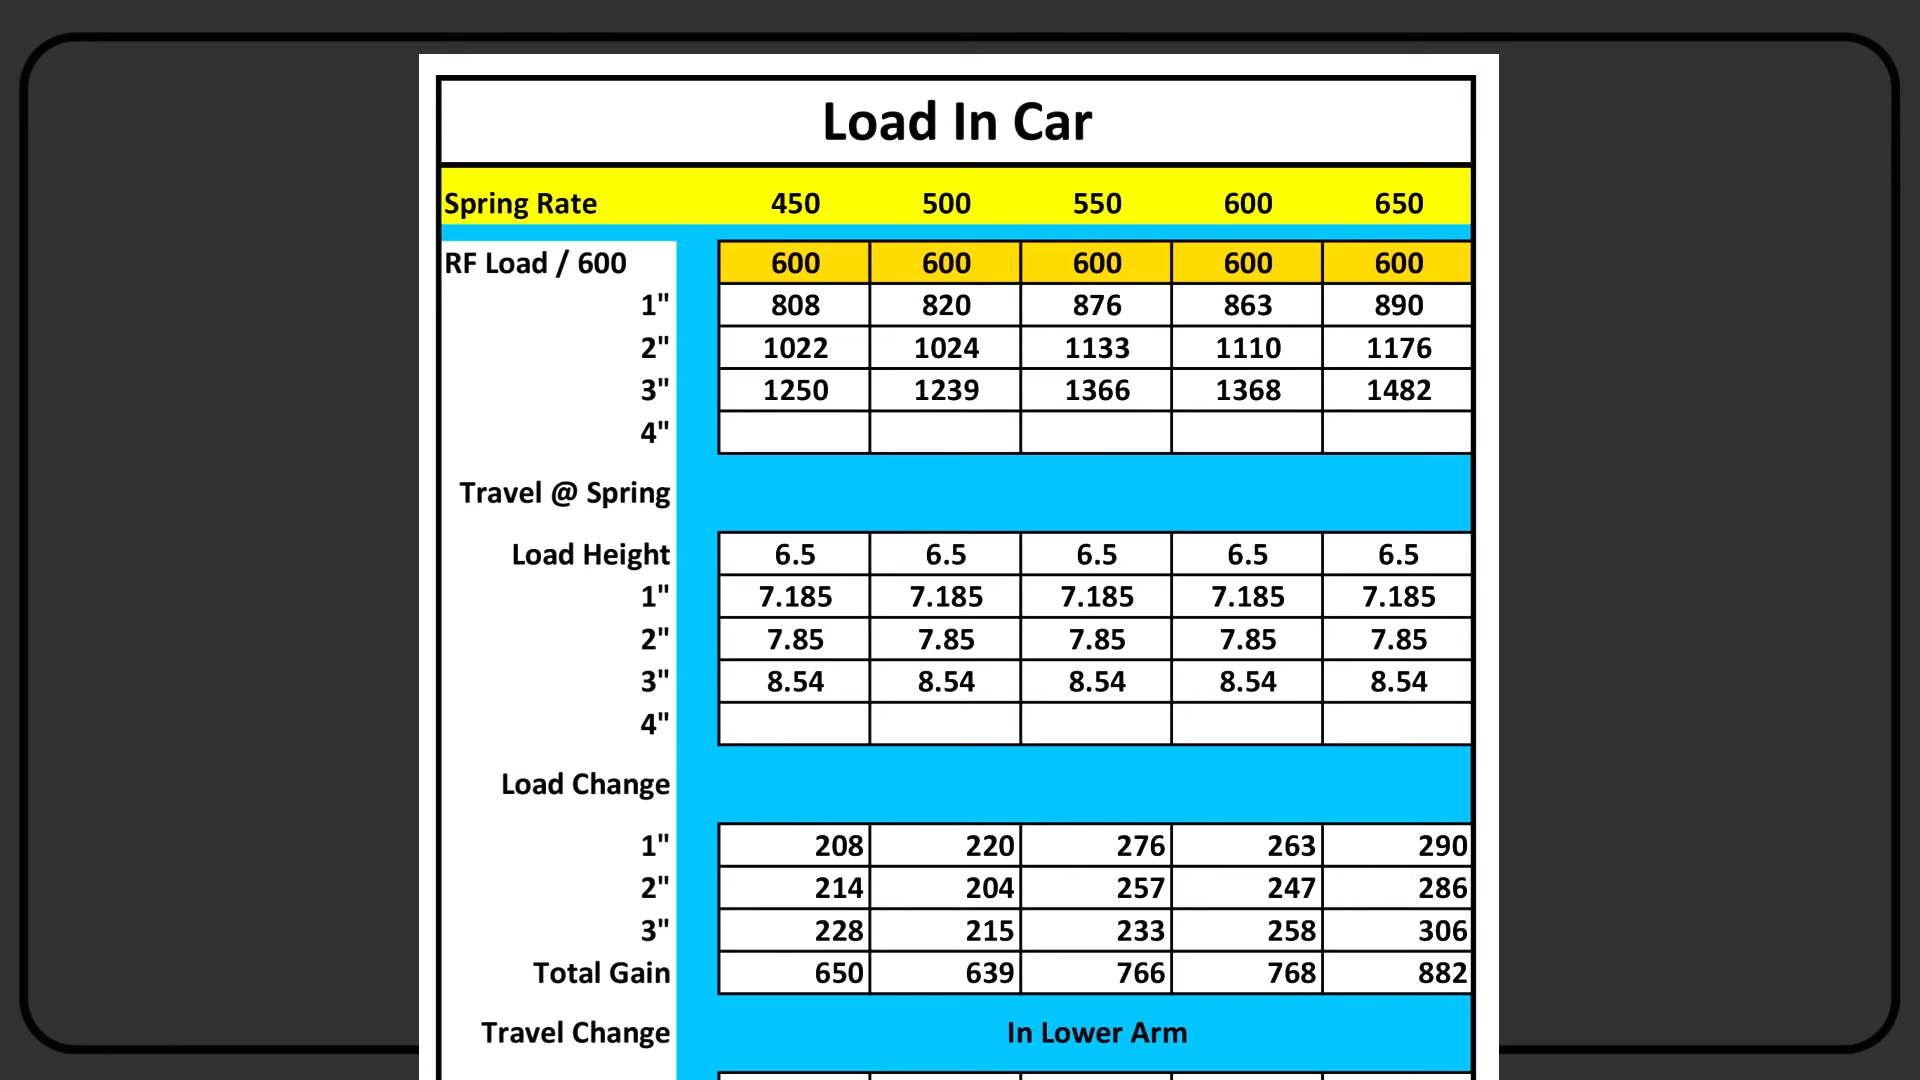 Load In Car
Spring Rate 450 500 550 600 650
RF Load / 600 600 600 600 600 600
1" 808 820 876 863 890
2" 1022 1024 1133 1110 1176
3" 1250 1239 1366 1368 1482
4"
Travel @ Spring
Load Height 6.5 6.5 6.5 6.5 6.5
1" 7.185 7.185 7.185 7.185 7.185
2" 7.85 7.85 7.85 7.85 7.85
3" 8.54 8.54 8.54 8.54 8.54
4"
Load Change
1" 208 220 276 263 290
2" 214 204 257 247 286
3" 228 215 233 258 306
Total Gain 650 639 766 768 882
Travel Change In Lower Arm